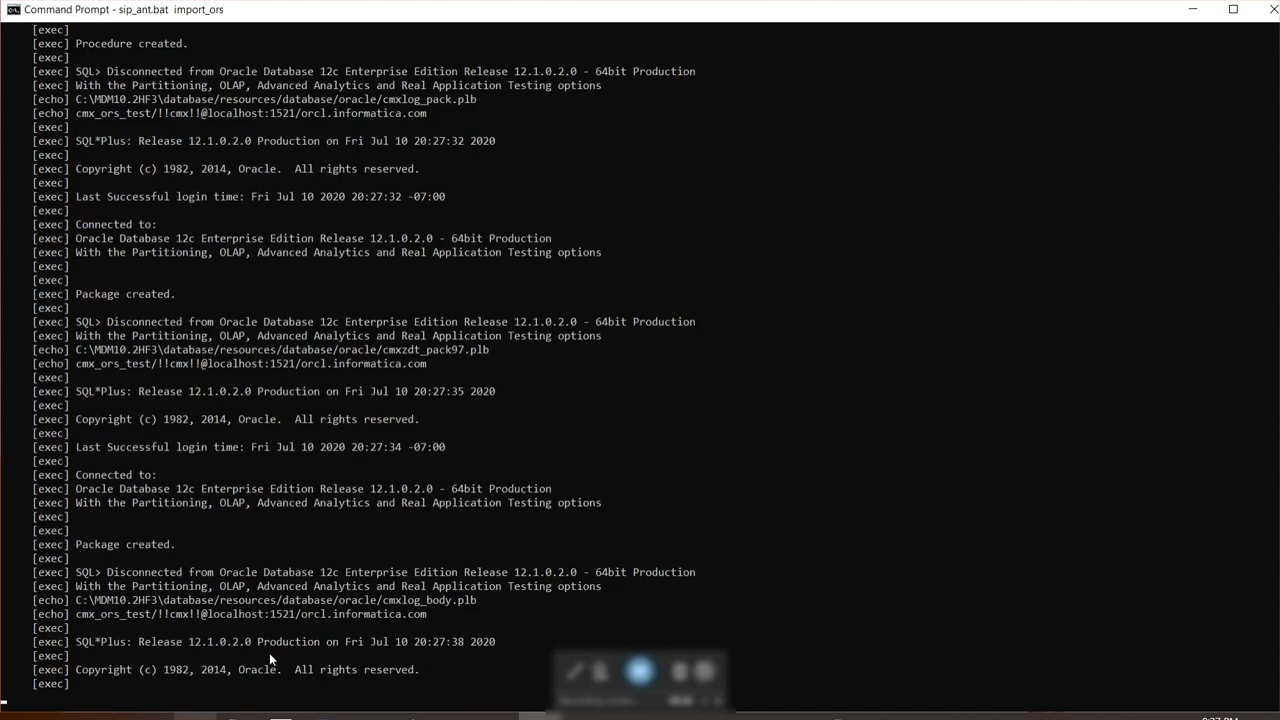 Command Prompt - sip_ant.bat  import_ors
[exec]
[exec] Procedure created.
[exec]
[exec] SQL> Disconnected from Oracle Database 12c Enterprise Edition Release 12.1.0.2.0 - 64bit Production
[exec] With the Partitioning, OLAP, Advanced Analytics and Real Application Testing options
[echo] C:\MDM10.2HF3\database/resources/database/oracle/cmxlog_pack.plb
[echo] cmx_ors_test/!!cmx!!@localhost:1521/orcl.informatica.com
[exec]
[exec] SQL*Plus: Release 12.1.0.2.0 Production on Fri Jul 10 20:27:32 2020
[exec]
[exec] Copyright (c) 1982, 2014, Oracle.  All rights reserved.
[exec]
[exec] Last Successful login time: Fri Jul 10 2020 20:27:32 -07:00
[exec]
[exec] Connected to:
[exec] Oracle Database 12c Enterprise Edition Release 12.1.0.2.0 - 64bit Production
[exec] With the Partitioning, OLAP, Advanced Analytics and Real Application Testing options
[exec]
[exec]
[exec] Package created.
[exec]
[exec] SQL> Disconnected from Oracle Database 12c Enterprise Edition Release 12.1.0.2.0 - 64bit Production
[exec] With the Partitioning, OLAP, Advanced Analytics and Real Application Testing options
[echo] C:\MDM10.2HF3\database/resources/database/oracle/cmxzdt_pack97.plb
[echo] cmx_ors_test/!!cmx!!@localhost:1521/orcl.informatica.com
[exec]
[exec] SQL*Plus: Release 12.1.0.2.0 Production on Fri Jul 10 20:27:35 2020
[exec]
[exec] Copyright (c) 1982, 2014, Oracle.  All rights reserved.
[exec]
[exec] Last Successful login time: Fri Jul 10 2020 20:27:34 -07:00
[exec]
[exec] Connected to:
[exec] Oracle Database 12c Enterprise Edition Release 12.1.0.2.0 - 64bit Production
[exec] With the Partitioning, OLAP, Advanced Analytics and Real Application Testing options
[exec]
[exec]
[exec] Package created.
[exec]
[exec] SQL> Disconnected from Oracle Database 12c Enterprise Edition Release 12.1.0.2.0 - 64bit Production
[exec] With the Partitioning, OLAP, Advanced Analytics and Real Application Testing options
[echo] C:\MDM10.2HF3\database/resources/database/oracle/cmxlog_body.plb
[echo] cmx_ors_test/!!cmx!!@localhost:1521/orcl.informatica.com
[exec]
[exec] SQL*Plus: Release 12.1.0.2.0 Production on Fri Jul 10 20:27:38 2020
[exec]
[exec] Copyright (c) 1982, 2014, Oracle.  All rights reserved.
[exec]